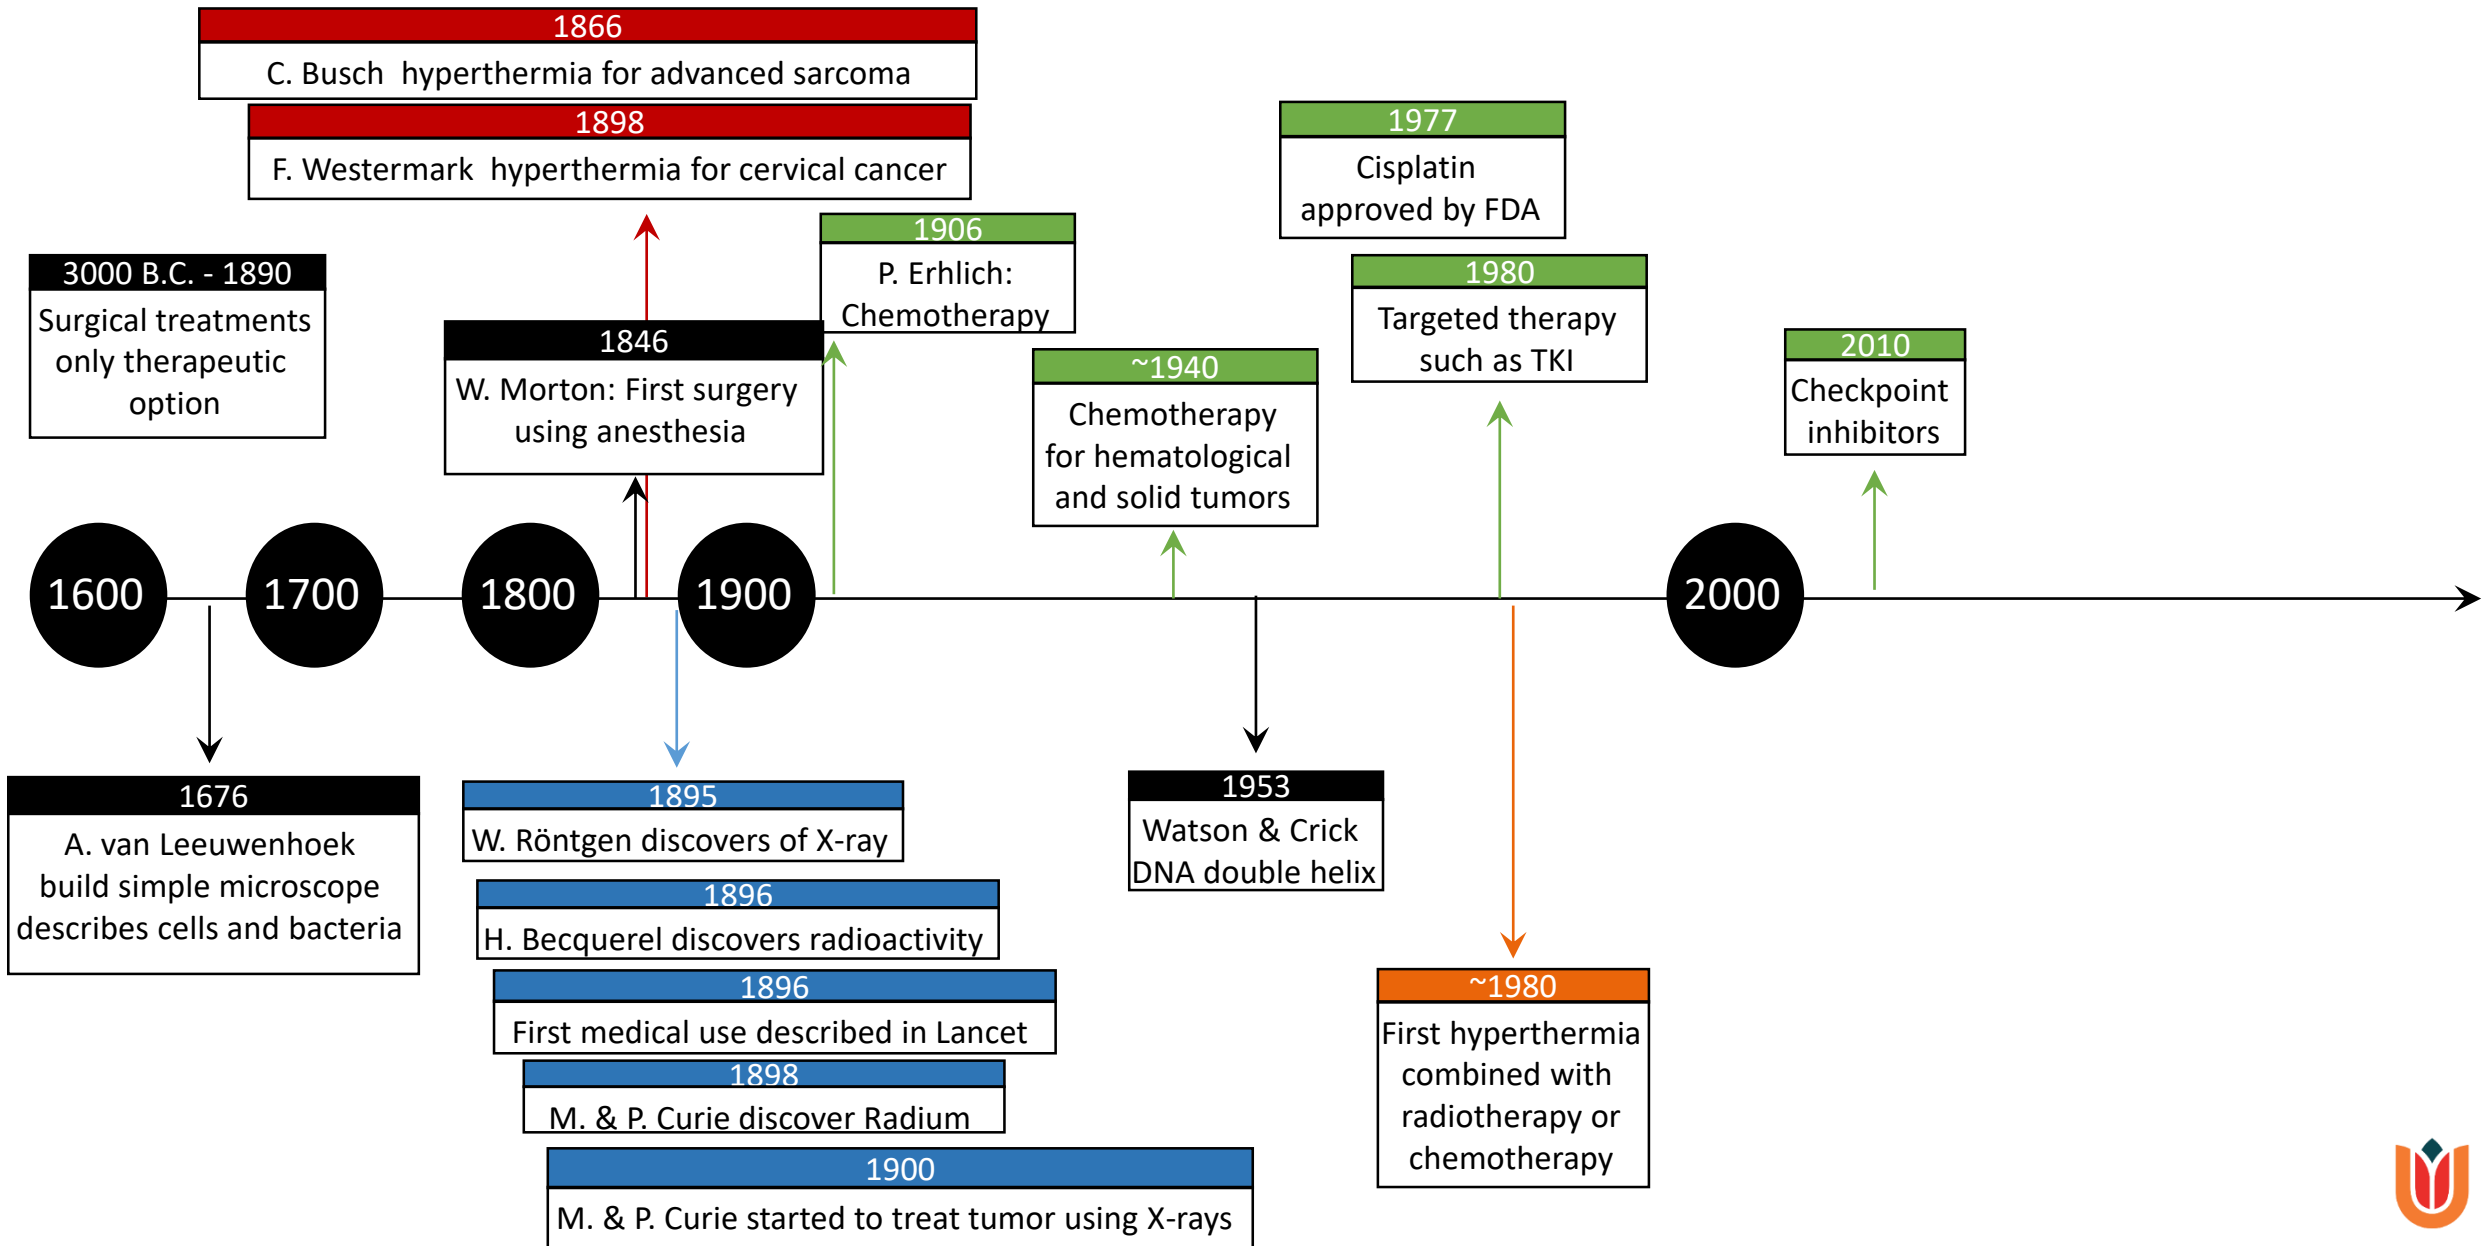 1866
C. Busch  hyperthermia for advanced sarcoma
1898
F. Westermark  hyperthermia for cervical cancer
3000 B.C. - 1890
Surgical treatments
only therapeutic
option
1846
W. Morton: First surgery
using anesthesia
1906
P. Erhlich:
Chemotherapy
~1940
Chemotherapy
for hematological
and solid tumors
1977
Cisplatin
approved by FDA
1980
Targeted therapy
such as TKI
2010
Checkpoint
inhibitors
1600
1700
1800
1900
2000
1676
A. van Leeuwenhoek
build simple microscope
describes cells and bacteria
1895
W. Röntgen discovers of X-ray
1896
H. Becquerel discovers radioactivity
1896
First medical use described in Lancet
1898
M. & P. Curie discover Radium
1900
M. & P. Curie started to treat tumor using X-rays
1953
Watson & Crick
DNA double helix
~1980
First hyperthermia
combined with
radiotherapy or
chemotherapy